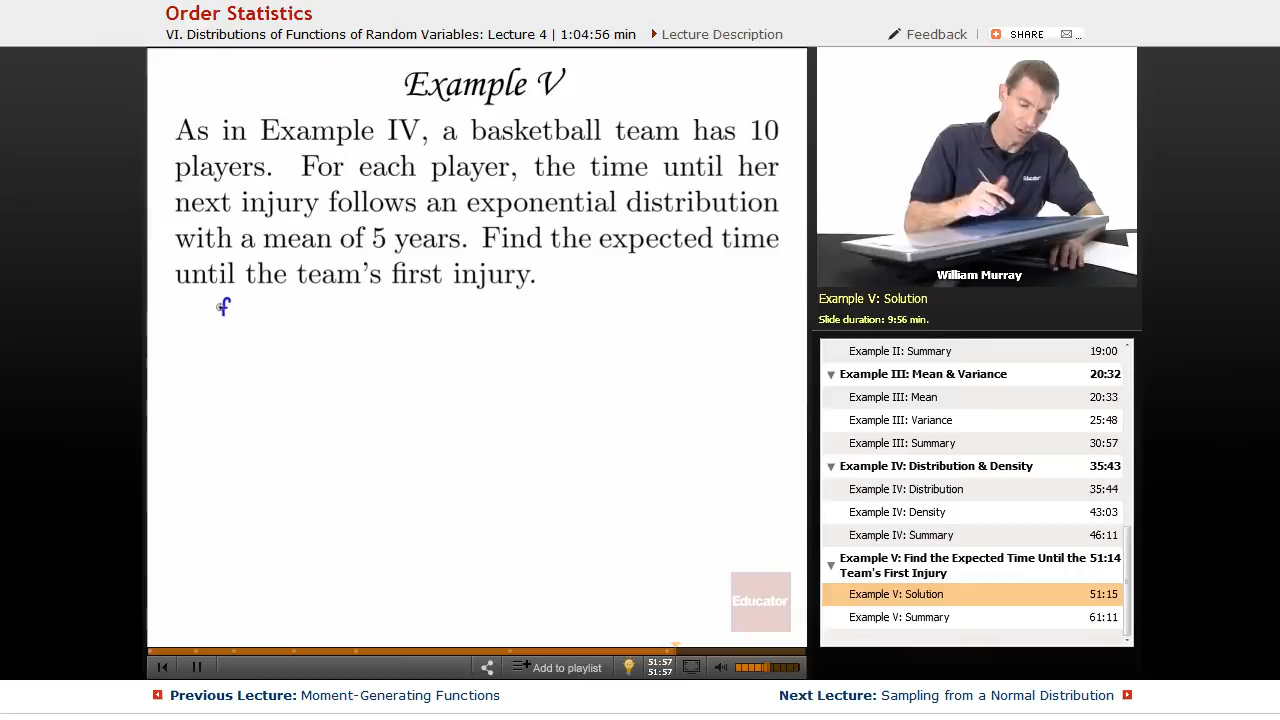 Order Statistics
VI. Distributions of Functions of Random Variables: Lecture 4 | 1:04:56 min
Lecture Description
Feedback
SHARE
Example V
As in Example IV, a basketball team has 10
players. For each player, the time until her
next injury follows an exponential distribution
with a mean of 5 years. Find the expected time
until the team's first injury.
f
Educator
Educator
William Murray
Example V: Solution
Slide duration: 9:56 min.
Example II: Summary 19:00
Example III: Mean & Variance 20:32
Example III: Mean 20:33
Example III: Variance 25:48
Example III: Summary 30:57
Example IV: Distribution & Density 35:43
Example IV: Distribution 35:44
Example IV: Density 43:03
Example IV: Summary 46:11
Example V: Find the Expected Time Until the 51:14
Team's First Injury
Example V: Solution 51:15
Example V: Summary 61:11
Add to playlist
51:57
51:57
Previous Lecture: Moment-Generating Functions
Next Lecture: Sampling from a Normal Distribution